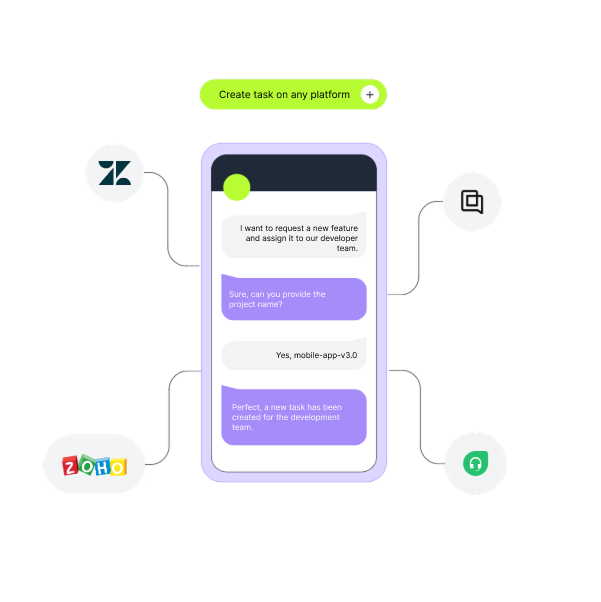 Create task on any platform
I want to request a new feature
and assign it to our developer
team.
Sure, can you provide the
project name?
Yes, mobile-app-v3.0
Perfect, a new task has been
created for the development
team.
ZOHO